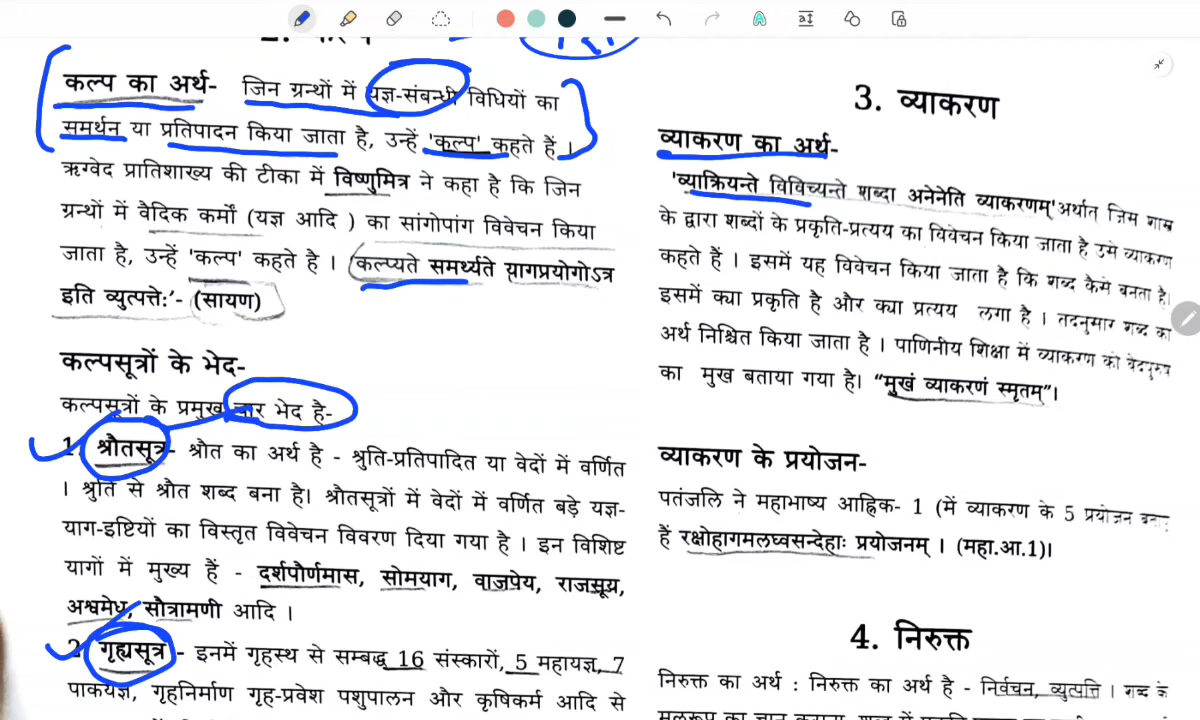 2. कल्प
कल्प का अर्थ- जिन ग्रन्थों में यज्ञ-संबन्धी विधियों का
समर्थन या प्रतिपादन किया जाता है, उन्हें 'कल्प' कहते हैं ।
ऋग्वेद प्रातिशाख्य की टीका में विष्णुमित्र ने कहा है कि जिन
ग्रन्थों में वैदिक कर्मों (यज्ञ आदि ) का सांगोपांग विवेचन किया
जाता है, उन्हें 'कल्प' कहते है । (कल्प्यते समर्थ्यते यागप्रयोगोऽत्र
इति व्युत्पत्तेः’- (सायण)
कल्पसूत्रों के भेद-
कल्पसूत्रों के प्रमुख चार भेद है-
1. श्रौतसूत्र- श्रौत का अर्थ है - श्रुति-प्रतिपादित या वेदों में वर्णित
। श्रुति से श्रौत शब्द बना है। श्रौतसूत्रों में वेदों में वर्णित बड़े यज्ञ-
याग-इष्टियों का विस्तृत विवेचन विवरण दिया गया है । इन विशिष्ट
यागों में मुख्य हैं - दर्शपौर्णमास, सोमयाग, वाजपेय, राजसूय,
अश्वमेध, सौत्रामणी आदि ।
2. गृह्यसूत्र - इनमें गृहस्थ से सम्बद्ध 16 संस्कारों, 5 महायज्ञ, 7
पाकयज्ञ, गृहनिर्माण गृह-प्रवेश पशुपालन और कृषिकर्म आदि से
3. व्याकरण
व्याकरण का अर्थ-
'व्याक्रियन्ते विविच्यन्ते शब्दा अनेनेति व्याकरणम्' अर्थात जिस शास्त्र
के द्वारा शब्दों के प्रकृति-प्रत्यय का विवेचन किया जाता है उसे व्याकरण
कहते हैं । इसमें यह विवेचन किया जाता है कि शब्द कैसे बनता है।
इसमें क्या प्रकृति है और क्या प्रत्यय लगा है । तदनुसार शब्द का
अर्थ निश्चित किया जाता है । पाणिनीय शिक्षा में व्याकरण को वेदपुरुष
का मुख बताया गया है। “मुखं व्याकरणं स्मृतम्”।
व्याकरण के प्रयोजन-
पतंजलि ने महाभाष्य आह्निक- 1 (में व्याकरण के 5 प्रयोजन
हैं रक्षोहागमलघ्वसन्देहाः प्रयोजनम् । (महा.आ.1)।
4. निरुक्त
निरुक्त का अर्थ : निरुक्त का अर्थ है - निर्वचन, व्युत्पत्ति । शब्द के